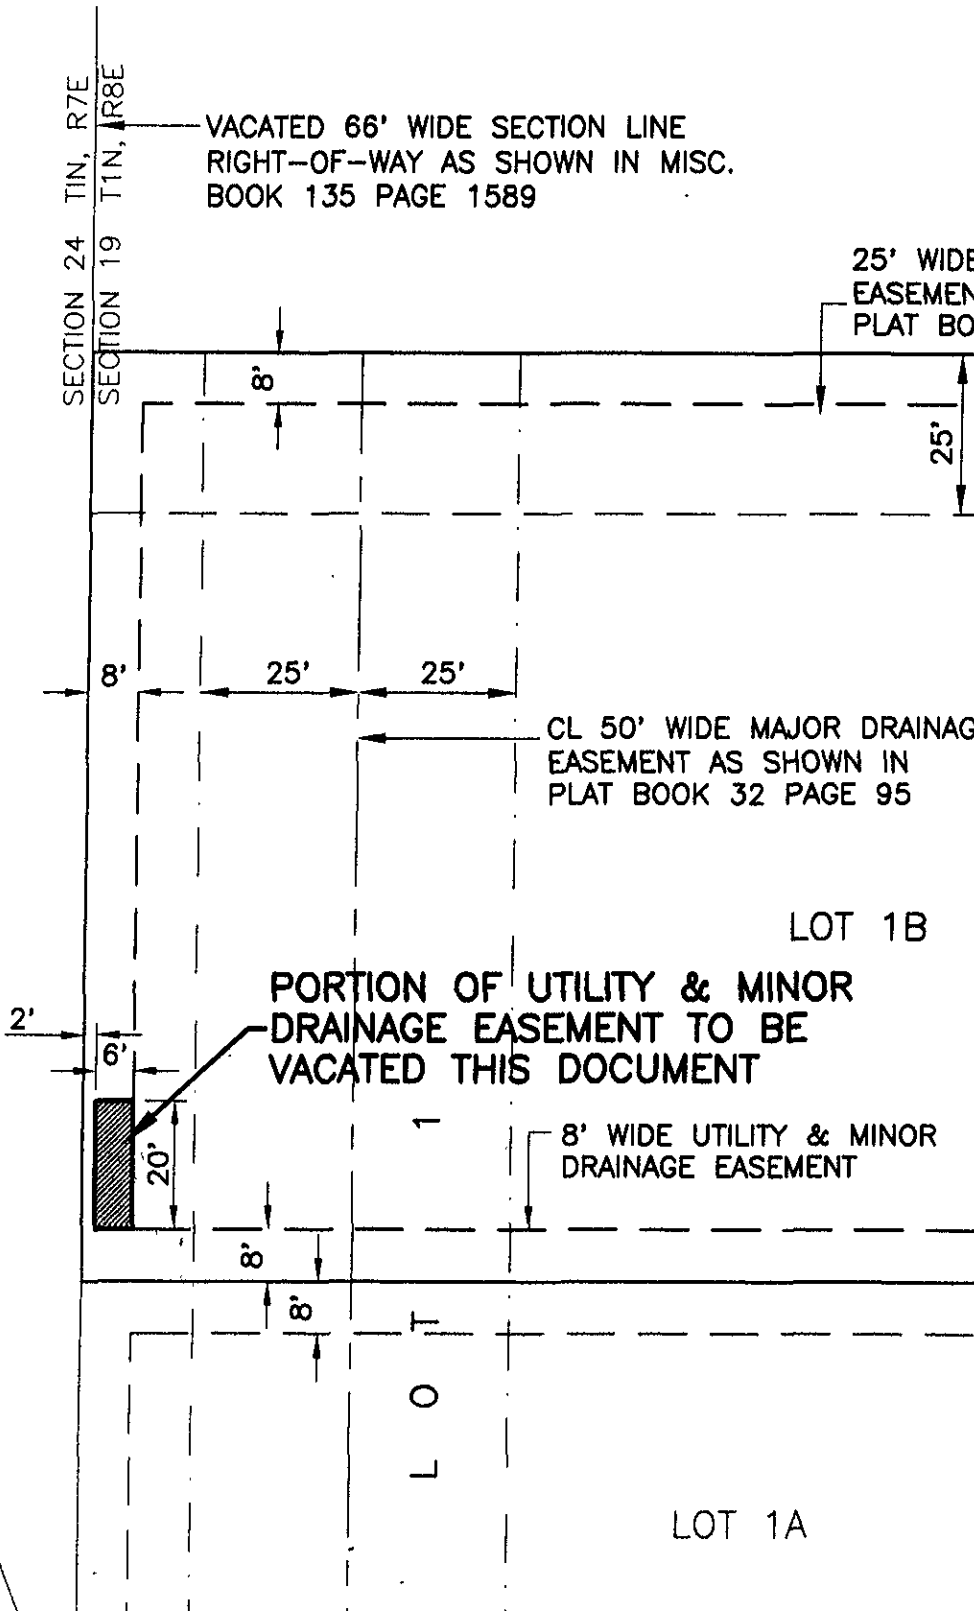 SECTION 24 TIN, R7E
SECTION 19 T1N, R8E
VACATED 66' WIDE SECTION LINE
RIGHT-OF-WAY AS SHOWN IN MISC.
BOOK 135 PAGE 1589
25' WIDE
EASEMEN
PLAT BO
8'
25'
8'
25'
25'
CL 50' WIDE MAJOR DRAINAG
EASEMENT AS SHOWN IN
PLAT BOOK 32 PAGE 95
LOT 1B
PORTION OF UTILITY & MINOR
DRAINAGE EASEMENT TO BE
VACATED THIS DOCUMENT
2'
6'
20'
8' WIDE UTILITY & MINOR
DRAINAGE EASEMENT
8'
8'
LOT 1
LOT 1A